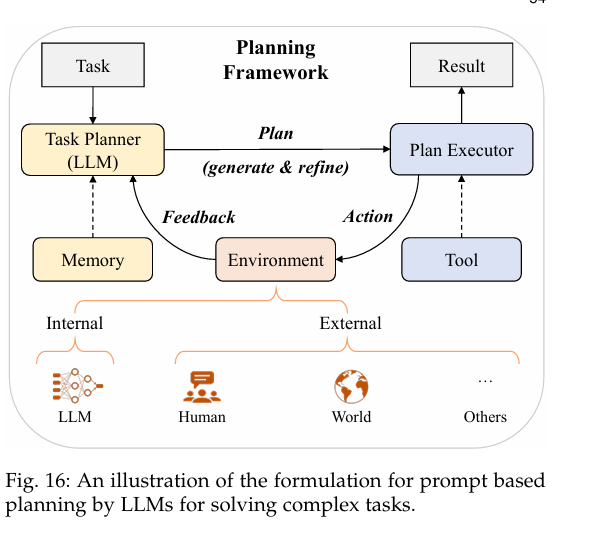 Planning
Framework
Task
Result
Task Planner
(LLM)
Plan
(generate & refine)
Plan Executor
Feedback
Action
Memory
Environment
Tool
Internal
External
...
LLM
Human
World
Others
Fig. 16: An illustration of the formulation for prompt based
planning by LLMs for solving complex tasks.